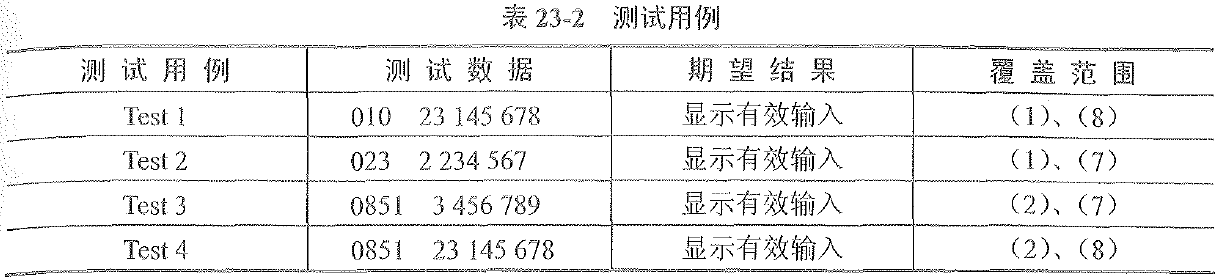 表 23-2 测试用例
测试用例 测试数据 期望结果 覆盖范围
Test 1 010 23 145 678 显示有效输入 (1)、(8)
Test 2 023 2 234 567 显示有效输入 (1)、(7)
Test 3 0851 3 456 789 显示有效输入 (2)、(7)
Test 4 0851 23 145 678 显示有效输入 (2)、(8)